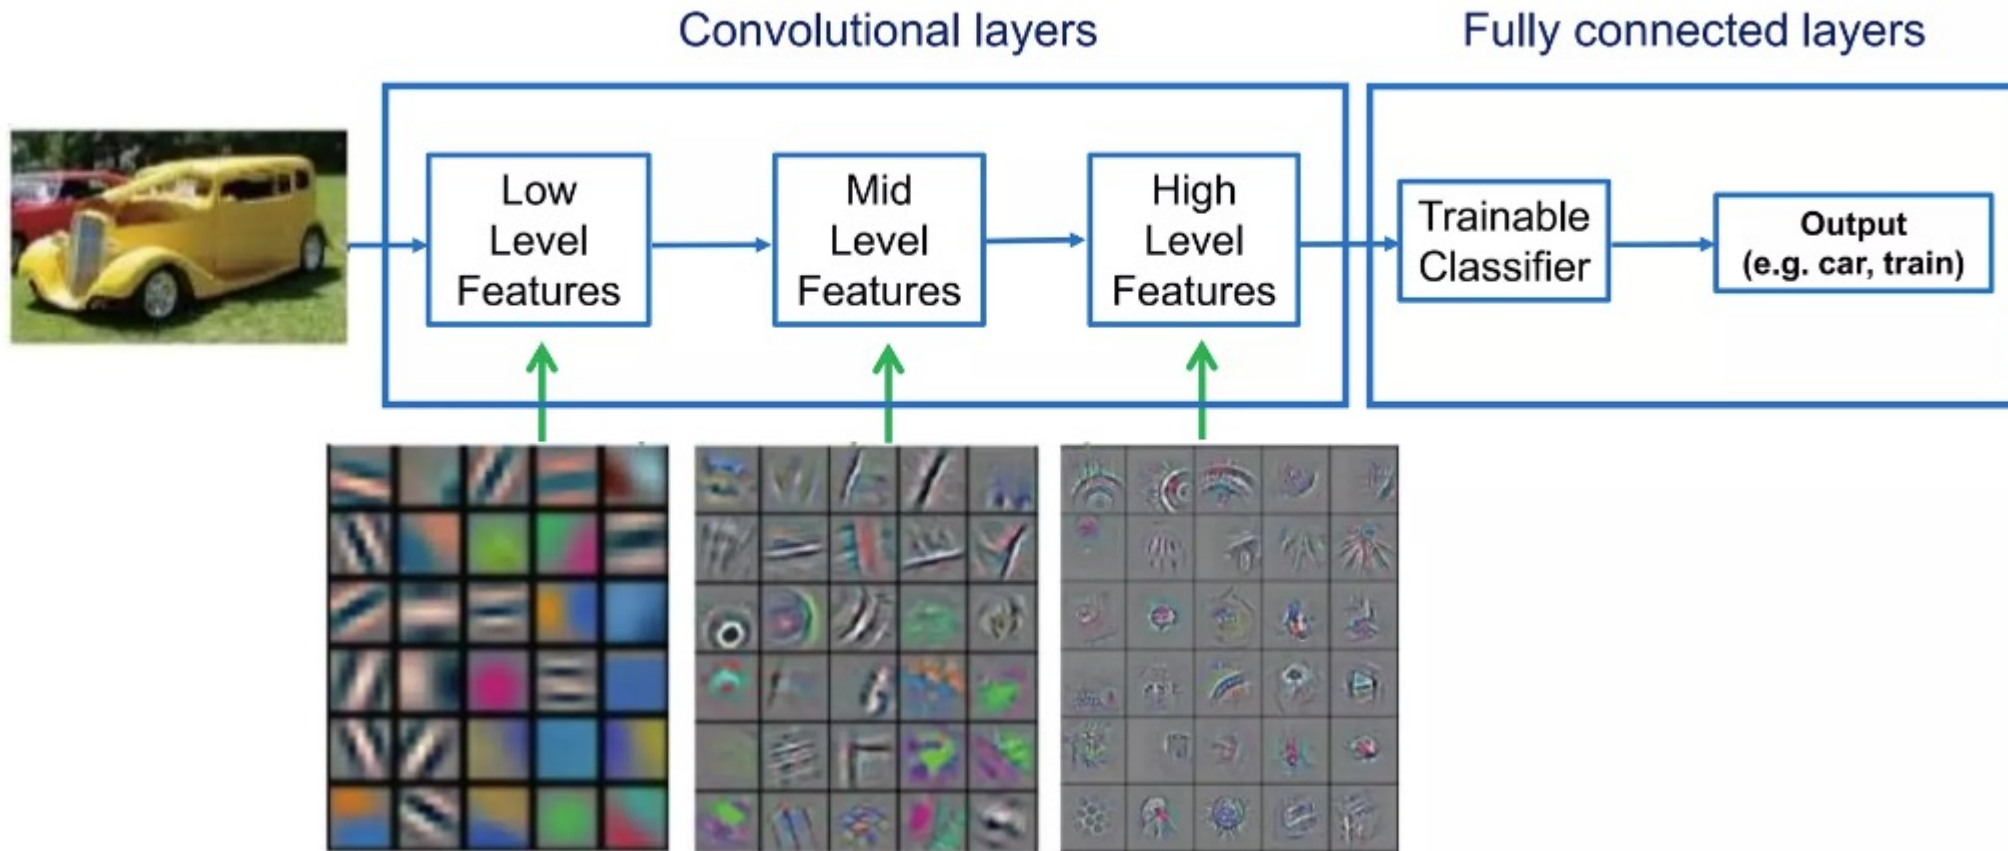 Convolutional layers
Fully connected layers
Low
Level
Features
Mid
Level
Features
High
Level
Features
Trainable
Classifier
Output
(e.g. car, train)